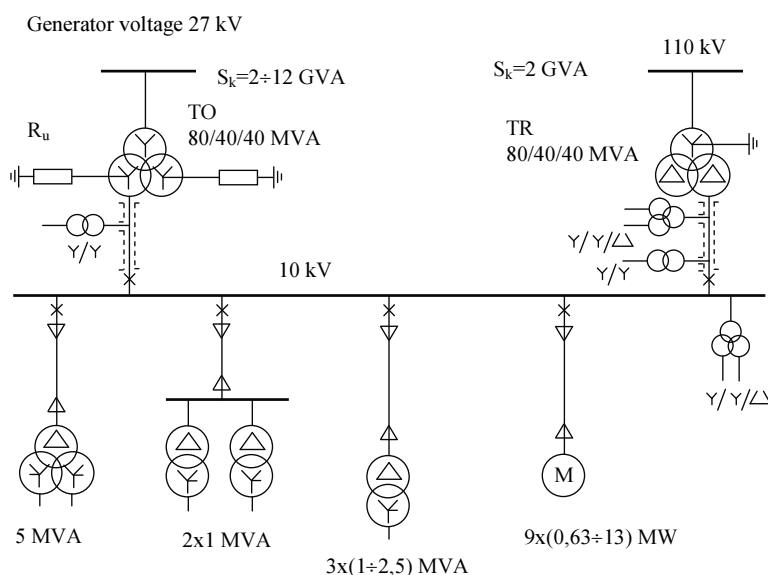 Generator voltage 27 kV
110 kV
S_k=2÷12 GVA
S_k=2 GVA
TO
80/40/40 MVA
R_u
TR
80/40/40 MVA
Y/Y
Y/Y/△
Y/Y
10 kV
Y/Y/△
M
5 MVA
2x1 MVA
3x(1÷2,5) MVA
9x(0,63÷13) MW